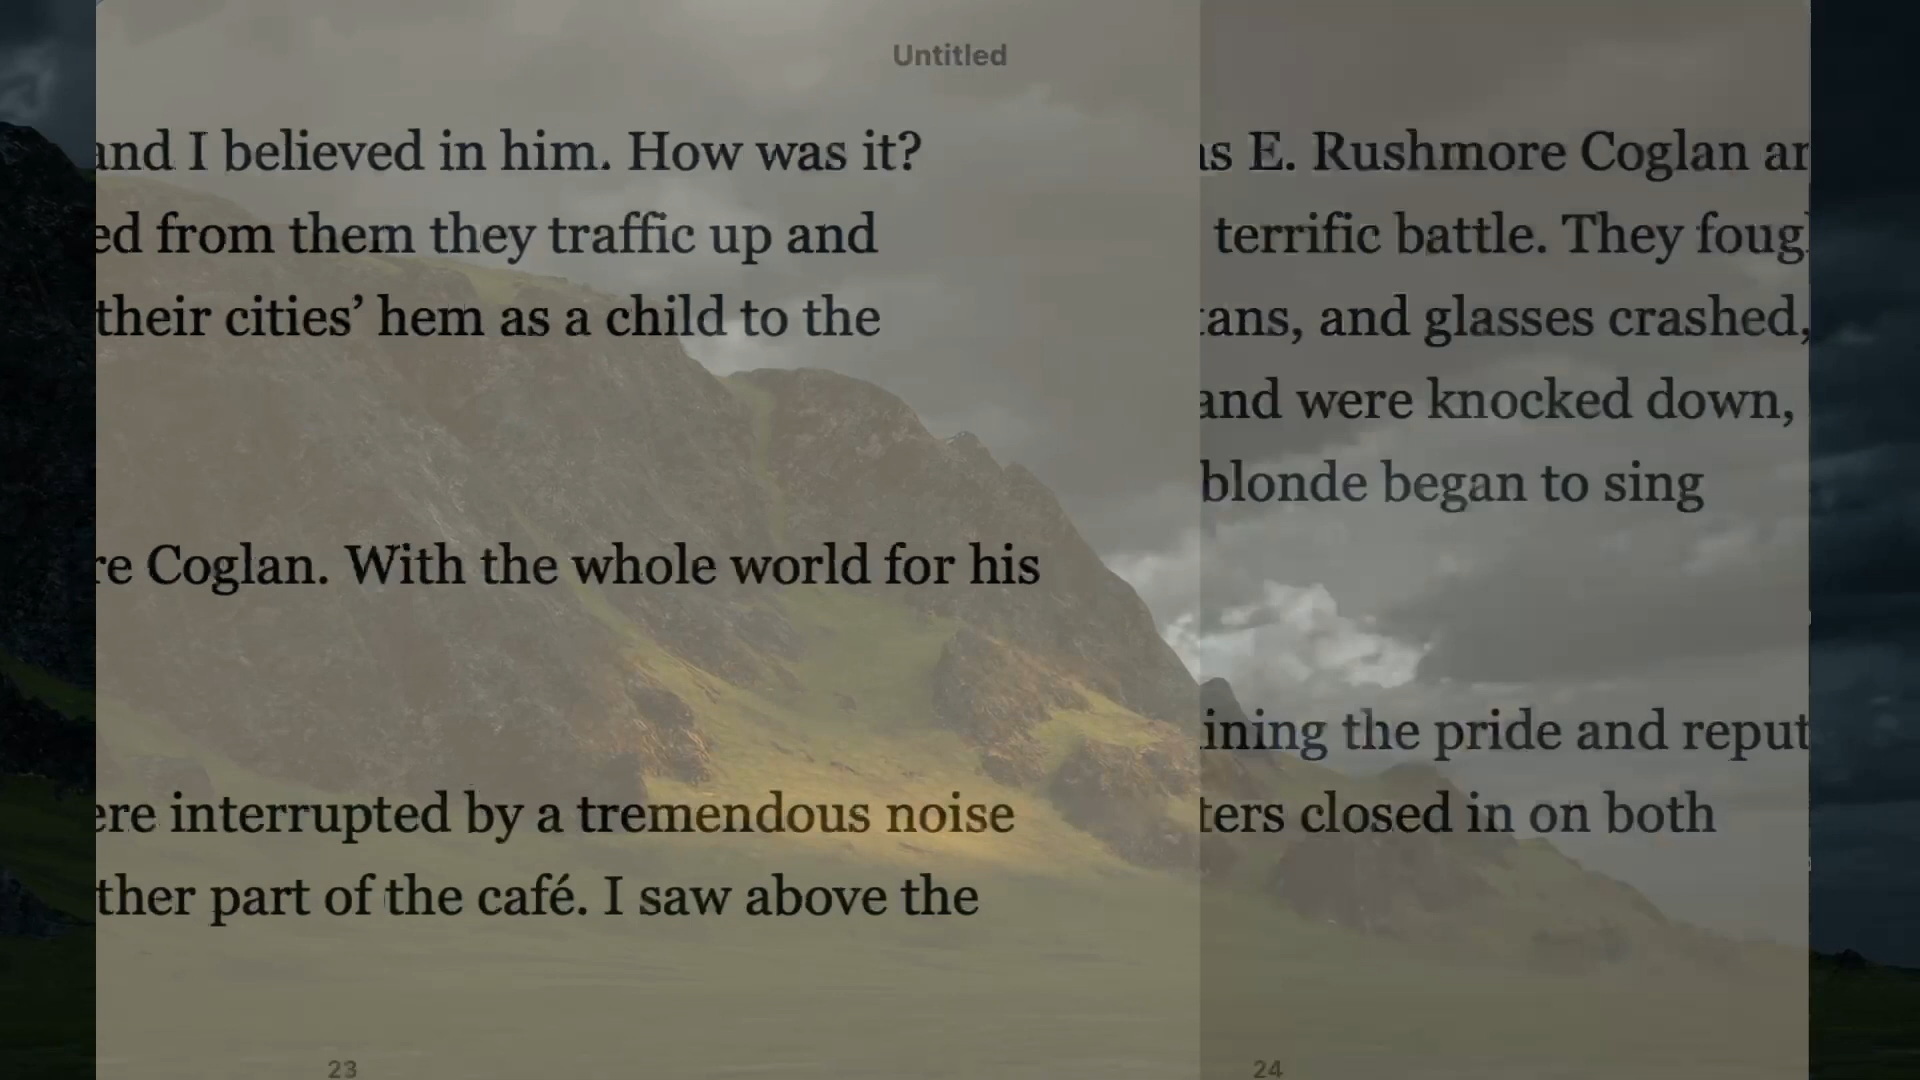 Untitled
and I believed in him. How was it?
ed from them they traffic up and
their cities’ hem as a child to the
re Coglan. With the whole world for his
ere interrupted by a tremendous noise
ther part of the café. I saw above the
23
as E. Rushmore Coglan an
terrific battle. They foug
tans, and glasses crashed,
and were knocked down,
blonde began to sing
ining the pride and reput
ters closed in on both
24